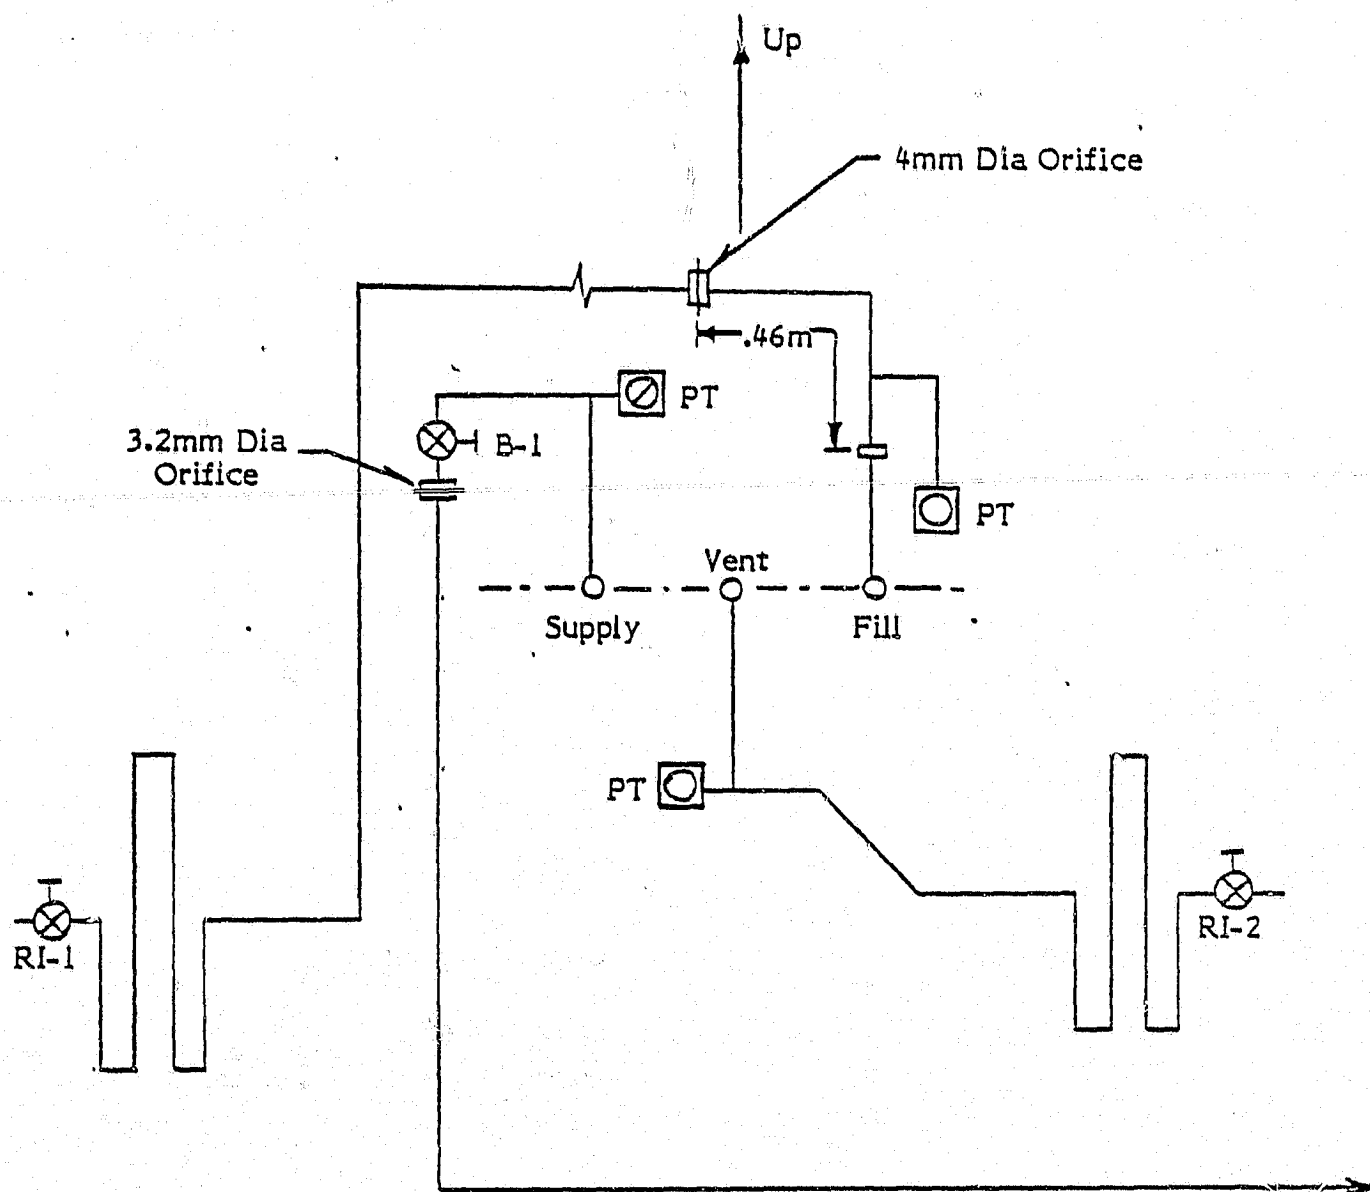 Up
4mm Dia Orifice
.46m
PT
3.2mm Dia
Orifice
B-1
PT
Vent
Supply
Fill
PT
RI-1
RI-2